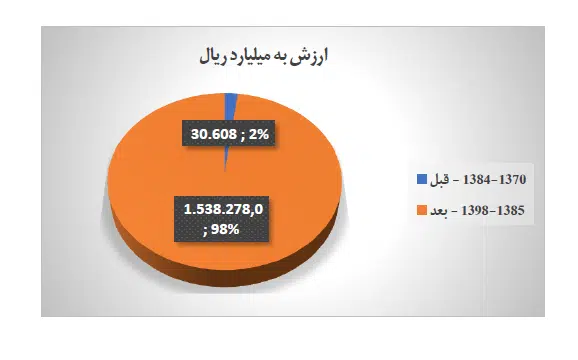 ارزش به میلیارد ریال
30.608 ; 2%
1.538.278,0
; 98%
1370-1384 - قبل
1385-1398 - بعد